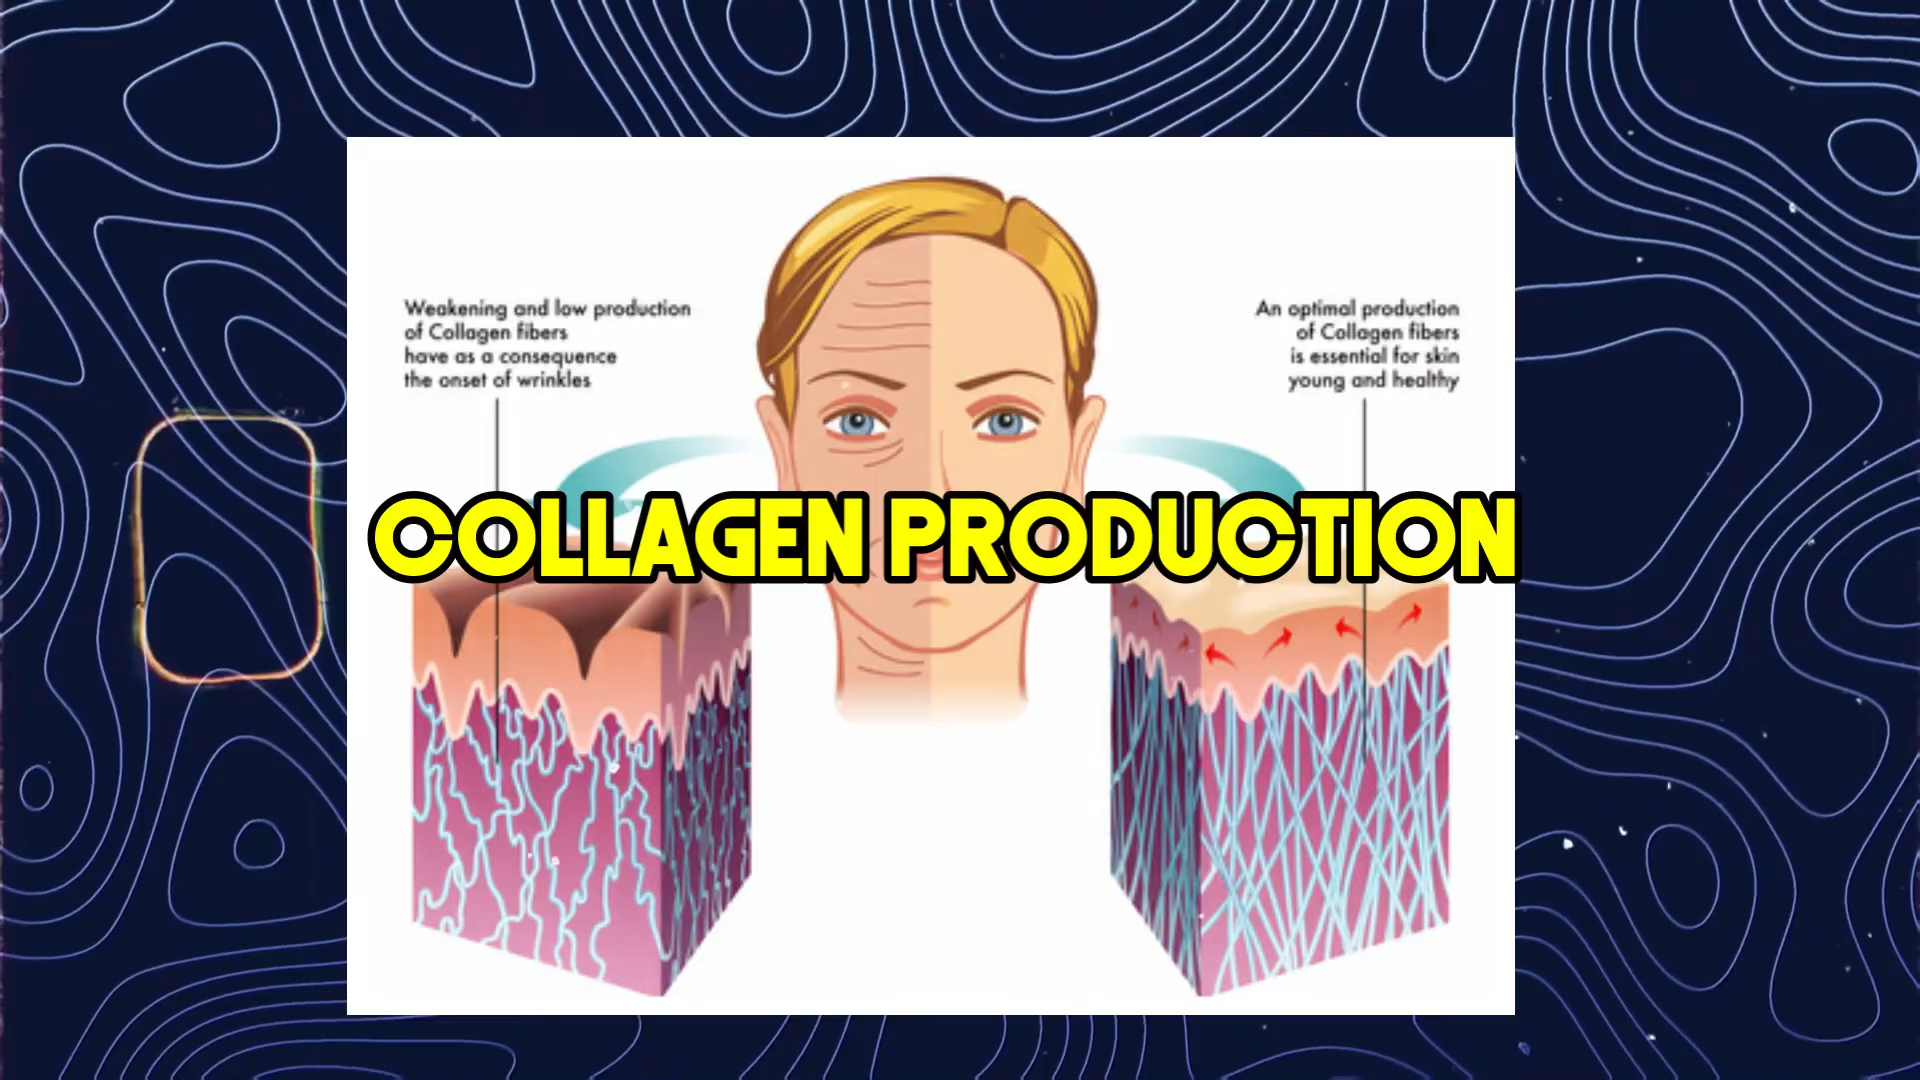 Weakening and low production
of Collagen fibers
have as a consequence
the onset of wrinkles
An optimal production
of Collagen fibers
is essential for skin
young and healthy
COLLAGEN PRODUCTION